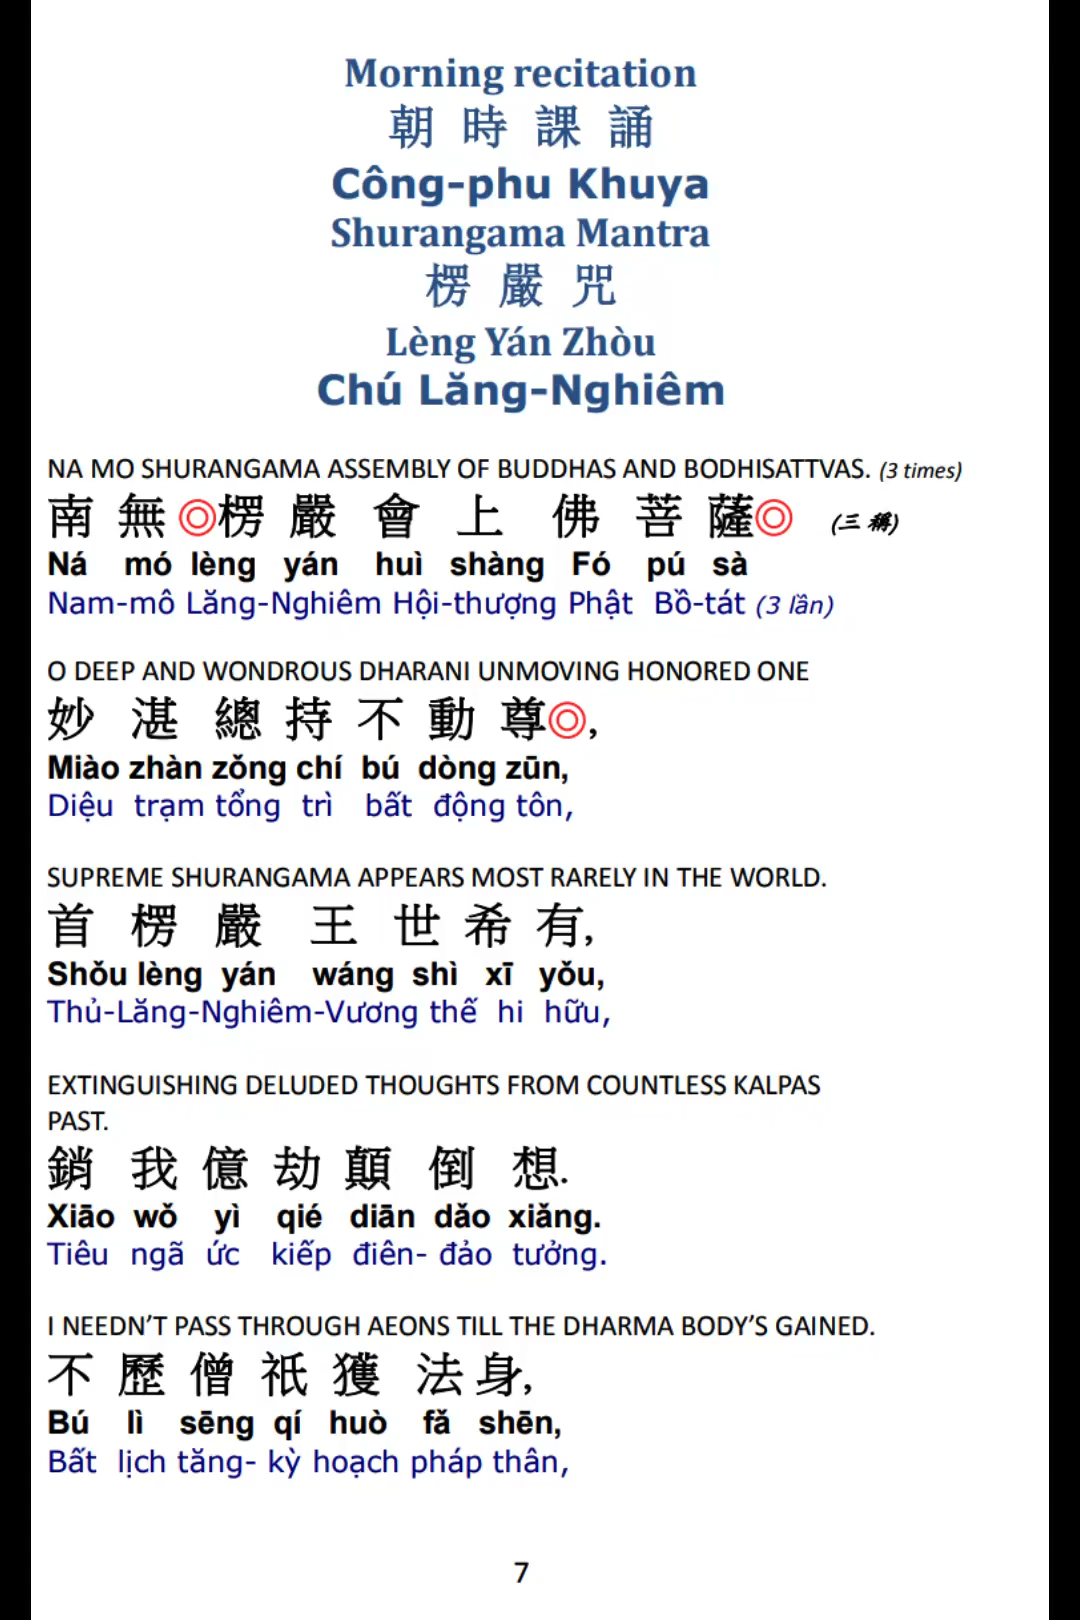 Morning recitation
朝 時 課 誦
Công-phu Khuya
Shurangama Mantra
楞 嚴 咒
Lèng Yán Zhòu
Chú Lăng-Nghiêm
NA MO SHURANGAMA ASSEMBLY OF BUDDHAS AND BODHISATTVAS. (3 times)
南 無 ◎楞 嚴 會 上 佛 菩 薩◎ (三 稱)
Ná mó lèng yán huì shàng Fó pú sà
Nam-mô Lăng-Nghiêm Hội-thượng Phật Bồ-tát (3 lần)
O DEEP AND WONDROUS DHARANI UNMOVING HONORED ONE
妙 湛 總 持 不 動 尊◎,
Miào zhàn zǒng chí bú dòng zūn,
Diệu trạm tổng trì bất động tôn,
SUPREME SHURANGAMA APPEARS MOST RARELY IN THE WORLD.
首 楞 嚴 王 世 希 有,
Shǒu lèng yán wáng shì xī yǒu,
Thủ-Lăng-Nghiêm-Vương thế hi hữu,
EXTINGUISHING DELUDED THOUGHTS FROM COUNTLESS KALPAS
PAST.
銷 我 億 劫 顛 倒 想.
Xiāo wǒ yì qié diān dǎo xiǎng.
Tiêu ngã ức kiếp điên- đảo tưởng.
I NEEDN’T PASS THROUGH AEONS TILL THE DHARMA BODY’S GAINED.
不 歷 僧 祇 獲 法 身,
Bú lì sēng qí huò fǎ shēn,
Bất lịch tăng- kỳ hoạch pháp thân,
7